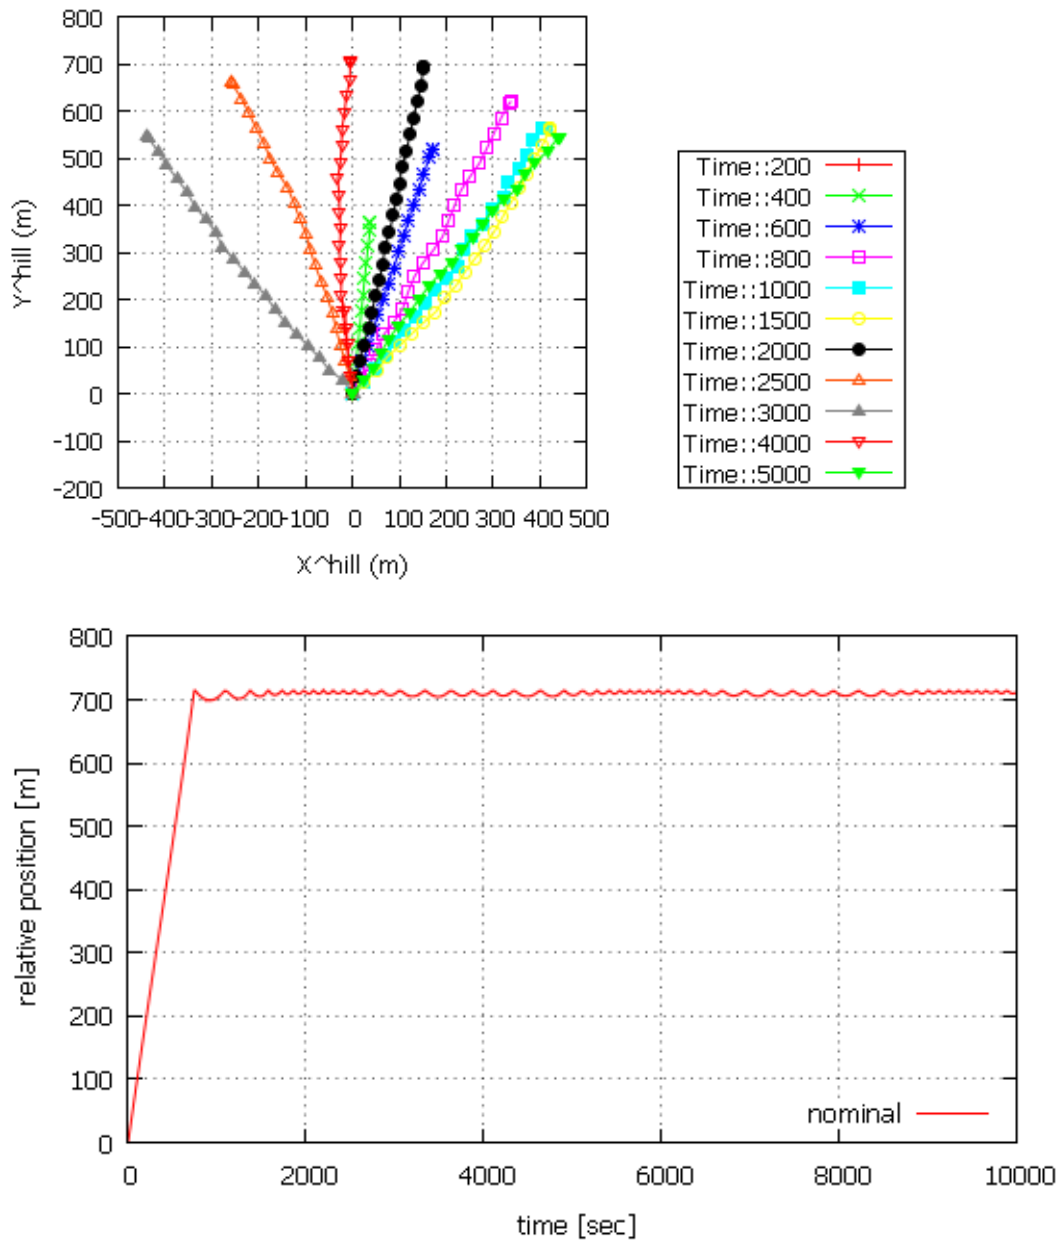 800
700
600
500
400
300
200
100
0
-100
-200
Y^hill (m)
-500-400-300-200-100 0 100 200 300 400 500
X^hill (m)
Time::200
Time::400
Time::600
Time::800
Time::1000
Time::1500
Time::2000
Time::2500
Time::3000
Time::4000
Time::5000
800
700
600
500
400
300
200
100
0
relative position [m]
nominal
0 2000 4000 6000 8000 10000
time [sec]